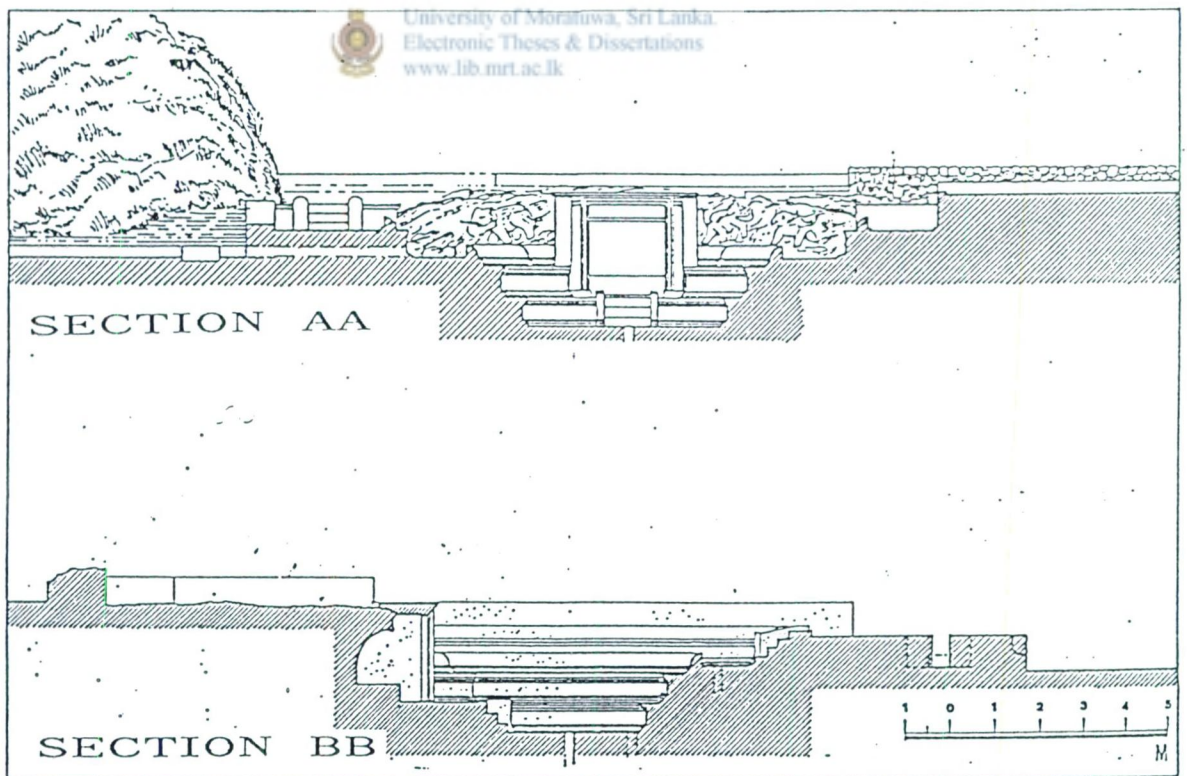 University of Moratuwa, Sri Lanka.
Electronic Theses & Dissertations
www.lib.mrt.ac.lk
SECTION AA
SECTION BB
1 0 1 2 3 4 5
M